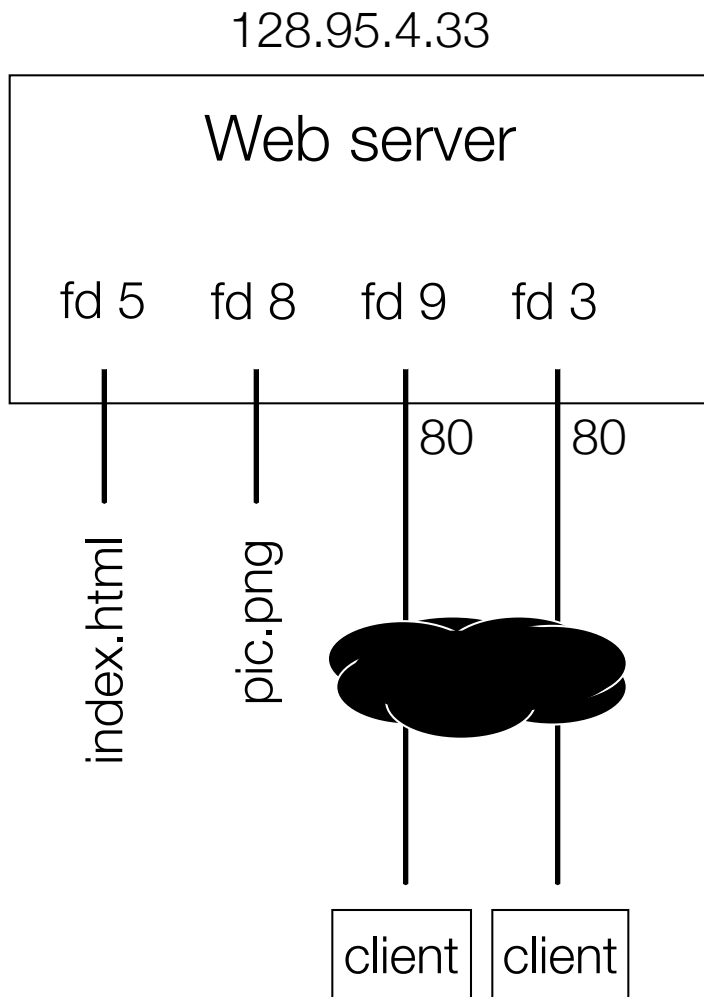 128.95.4.33
Web server
fd 5 fd 8 fd 9 fd 3
80 80
index.html
pic.png
client client